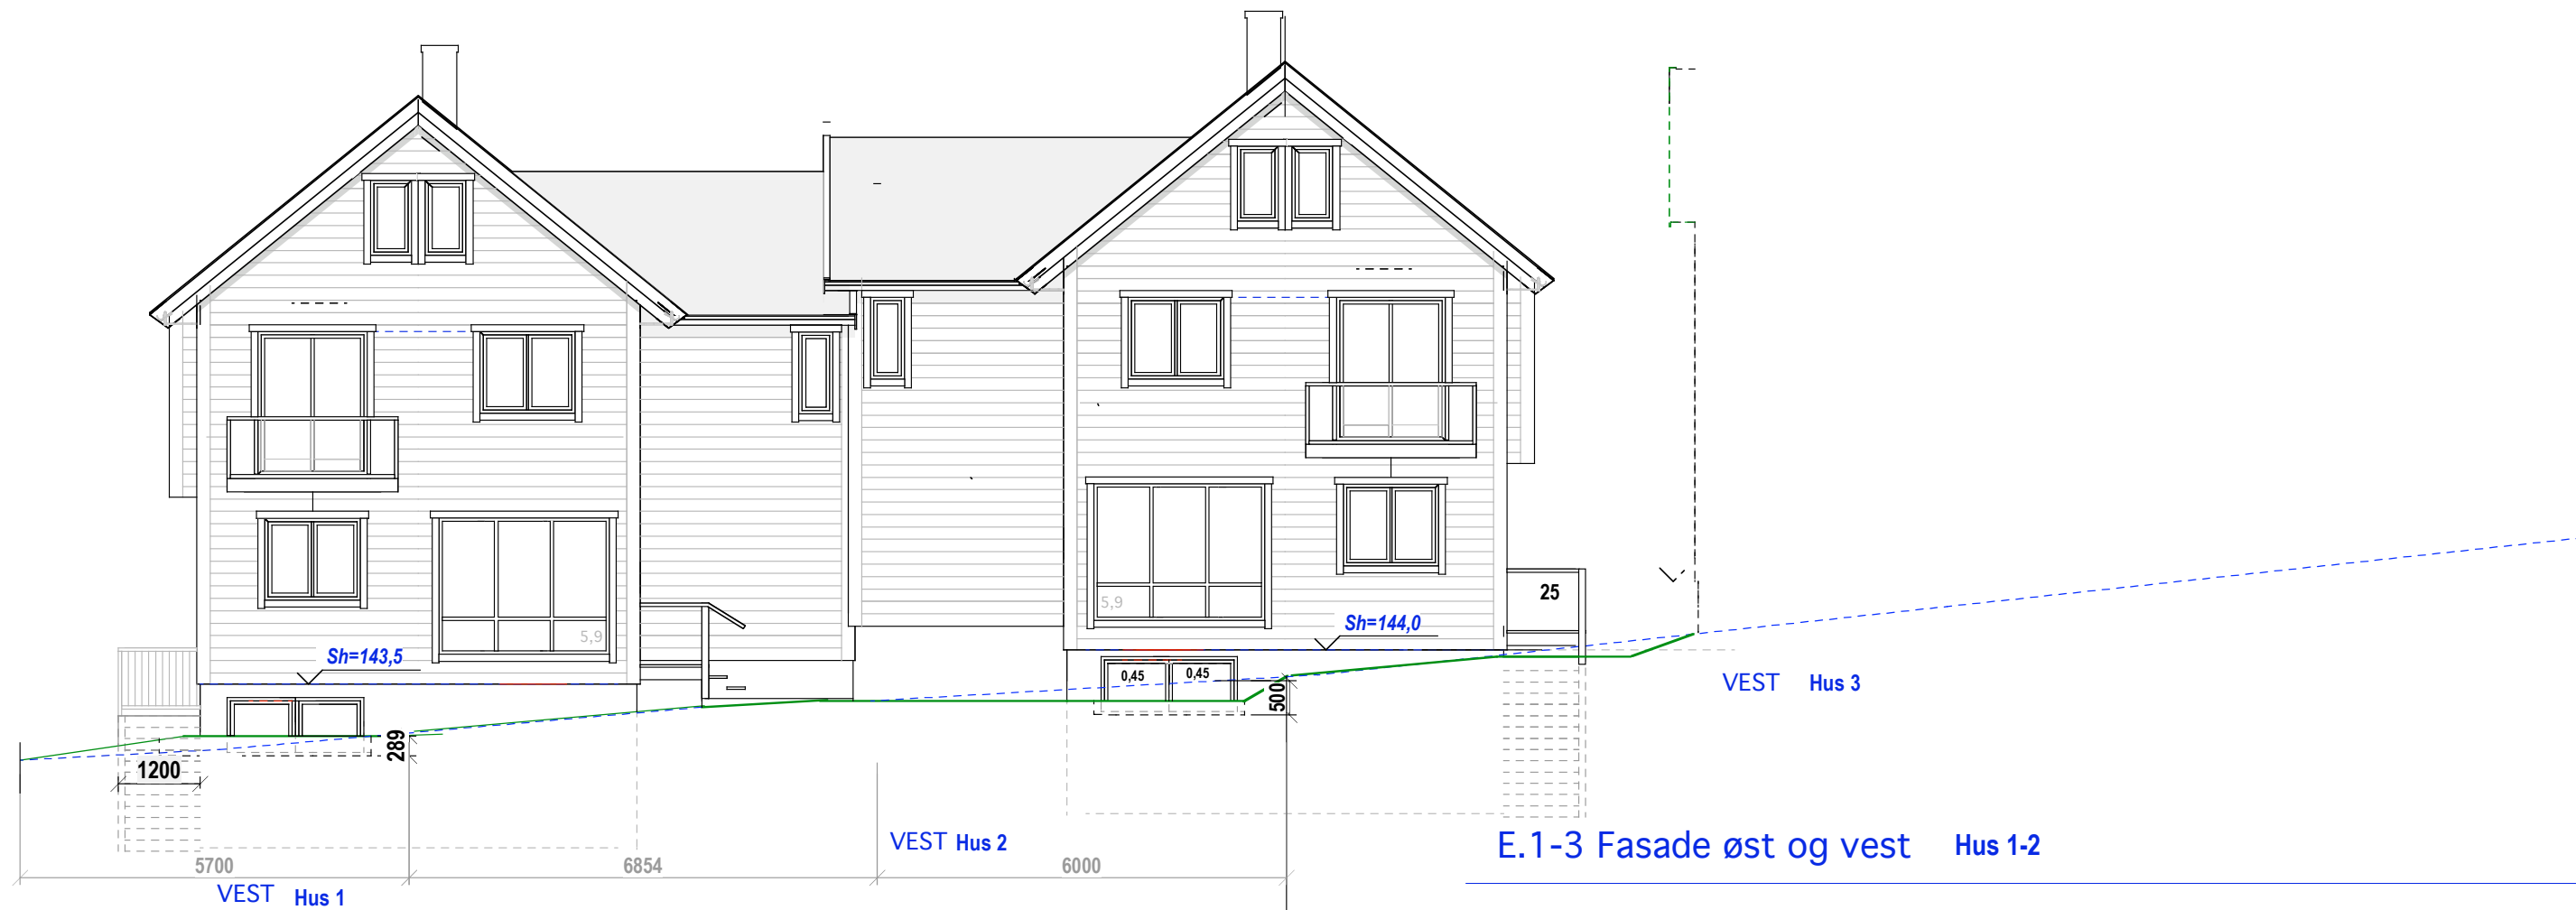 25
5,9
Sh=144,0
5,9
Sh=143,5
0,45
0,45
VEST Hus 3
500
289
1200
VEST Hus 2
E.1-3 Fasade øst og vest Hus 1-2
5700
6854
6000
VEST Hus 1